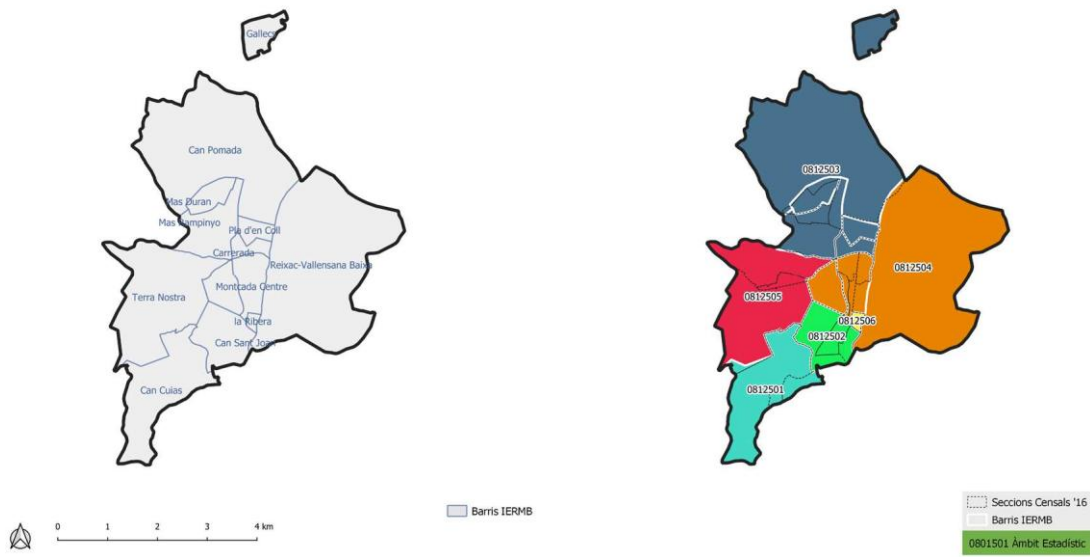 Gallecs
Can Pomada
Mas Duran
Mas Rampinyo
Pla d'en Coll
Carrerada
Reixac-Vallensana Baixa
Montcada Centre
Terra Nostra
la Ribera
Can Sant Joan
Can Cuias
0 1 2 3 4 km
Barris IERMB
0812503
0812504
0812505
0812506
0812502
0812501
Seccions Censals '16
Barris IERMB
0801501 Àmbit Estadístic